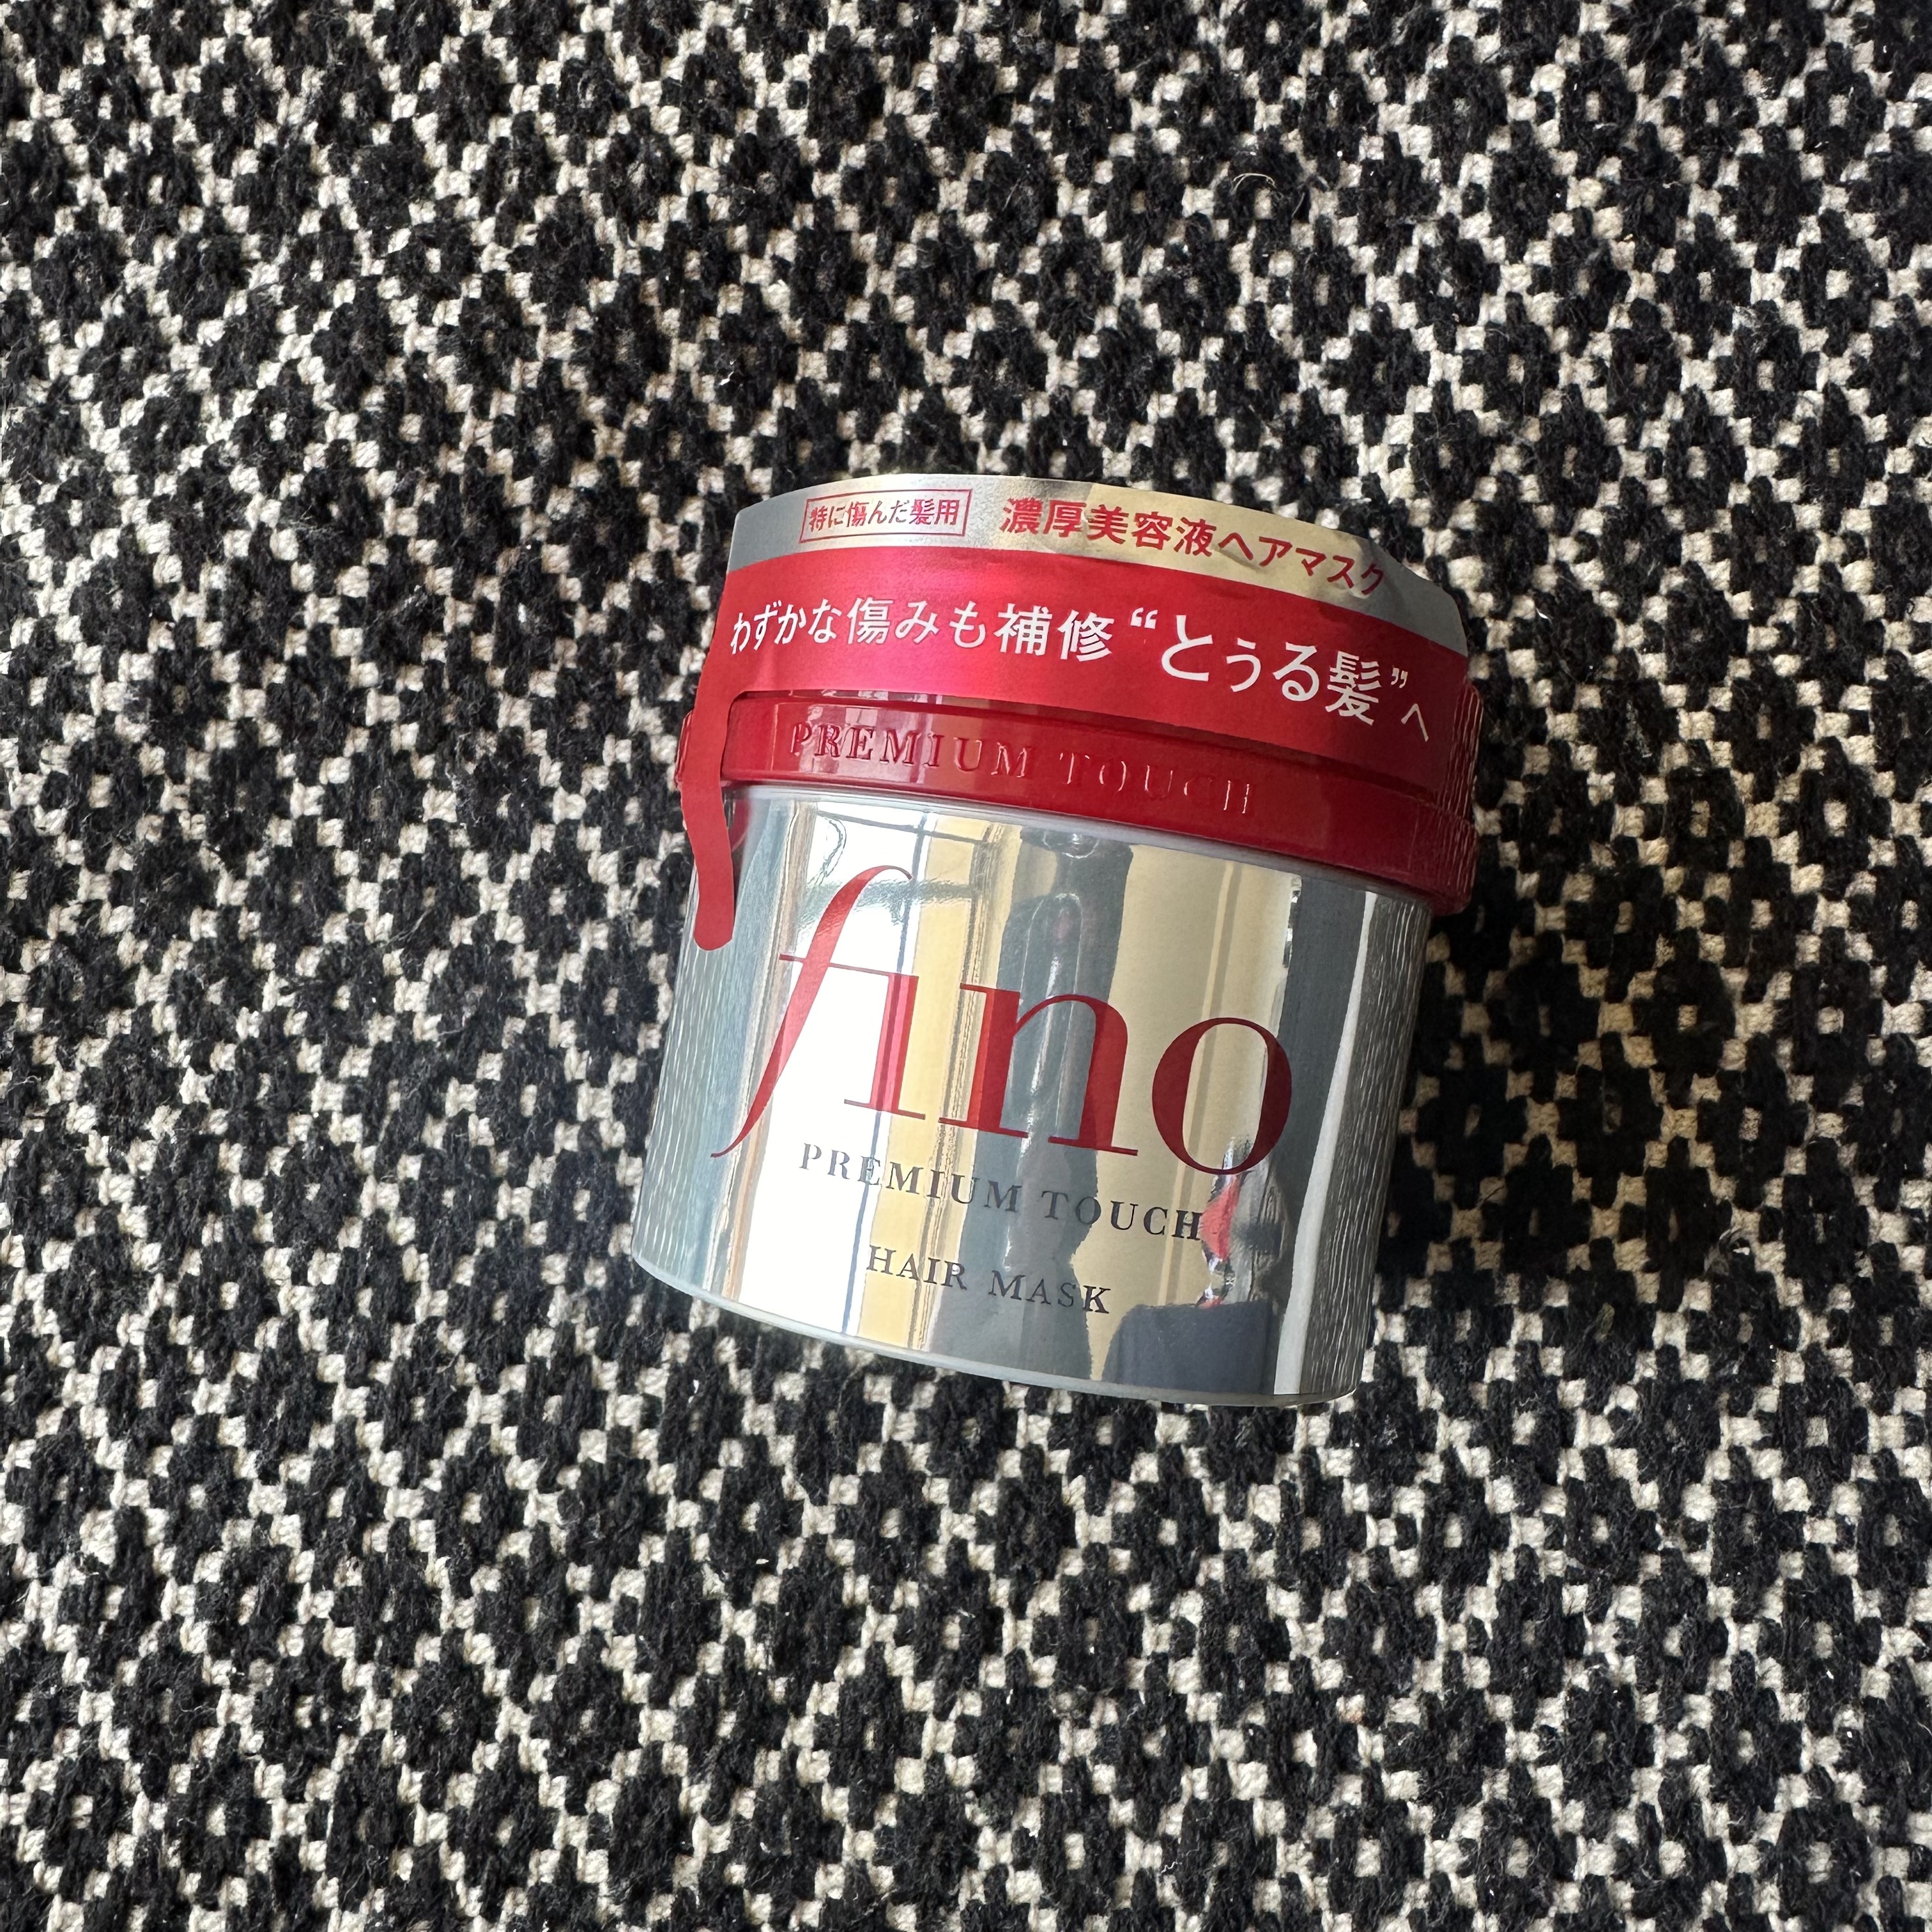 特に傷んだ髪用 濃厚美容液ヘアマスク
わずかな傷みも補修“とぅる髪”へ
PREMIUM TOUCH
fino
PREMIUM TOUCH
HAIR MASK